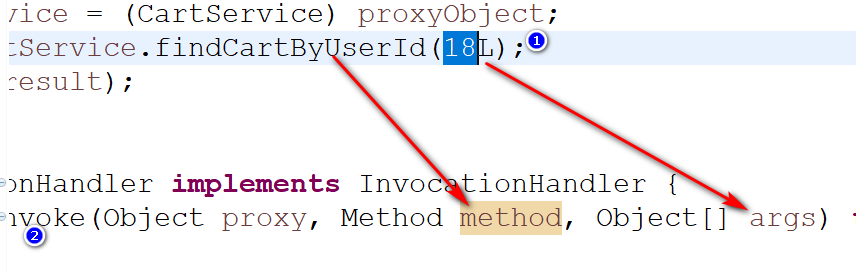 vice = (CartService) proxyObject;
tService.findCartByUserId(18L); 1
result);
onHandler implements InvocationHandler {
nvoke(Object proxy, Method method, Object[] args)
2